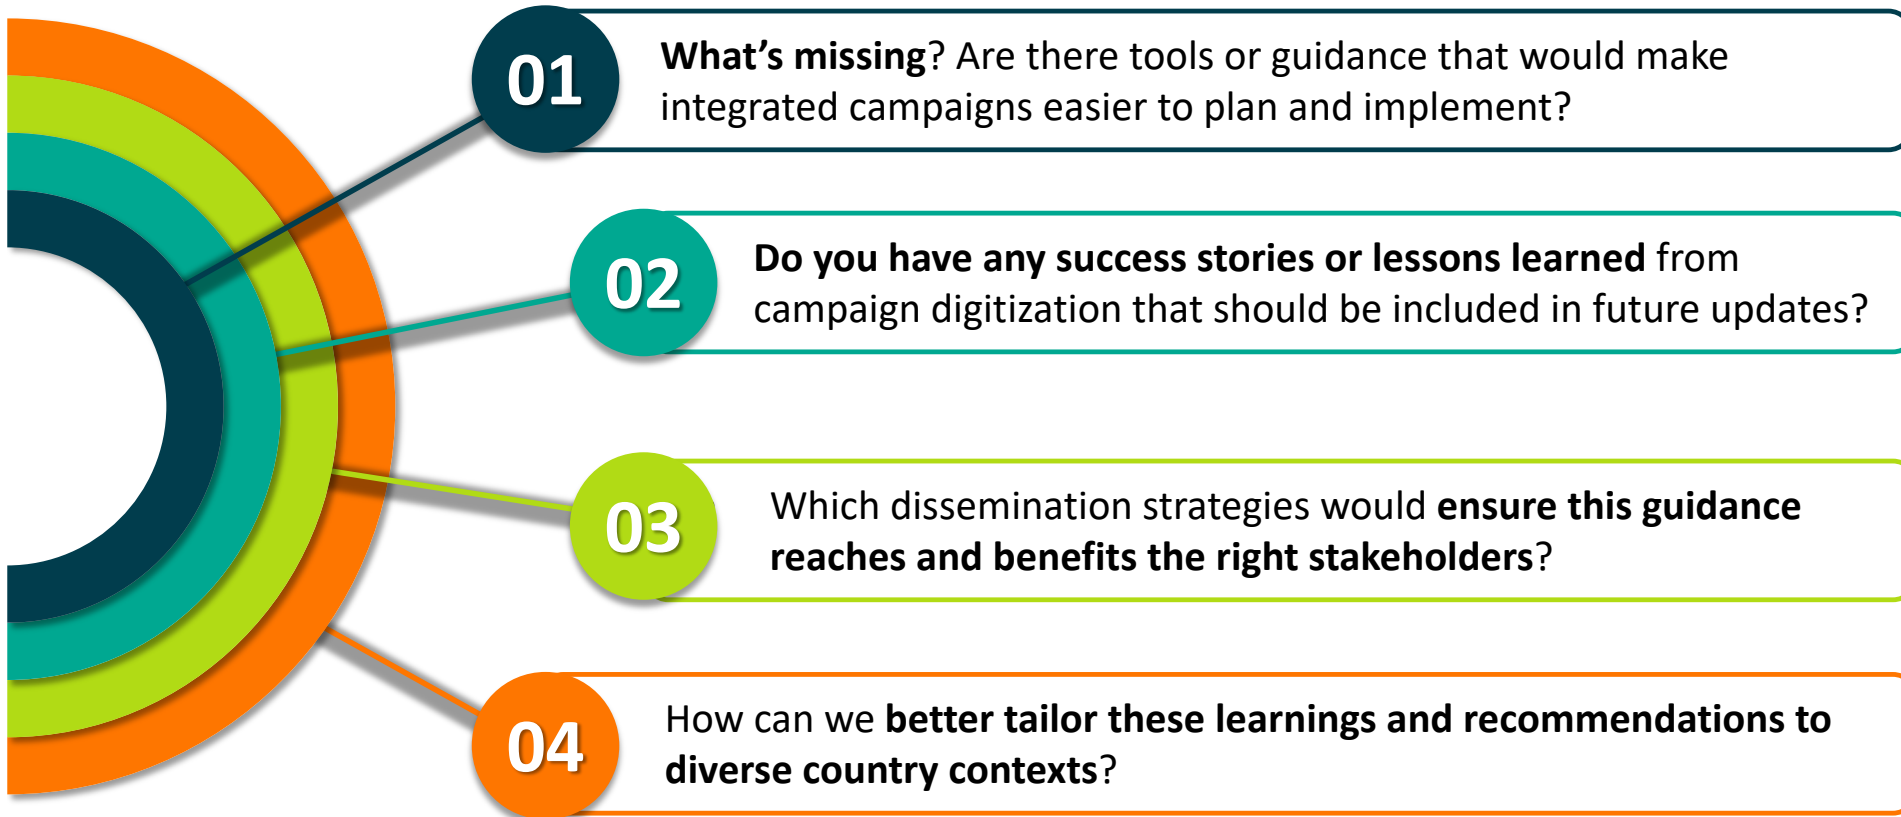 01
What’s missing? Are there tools or guidance that would make
integrated campaigns easier to plan and implement?
02
Do you have any success stories or lessons learned from
campaign digitization that should be included in future updates?
03
Which dissemination strategies would ensure this guidance
reaches and benefits the right stakeholders?
04
How can we better tailor these learnings and recommendations to
diverse country contexts?